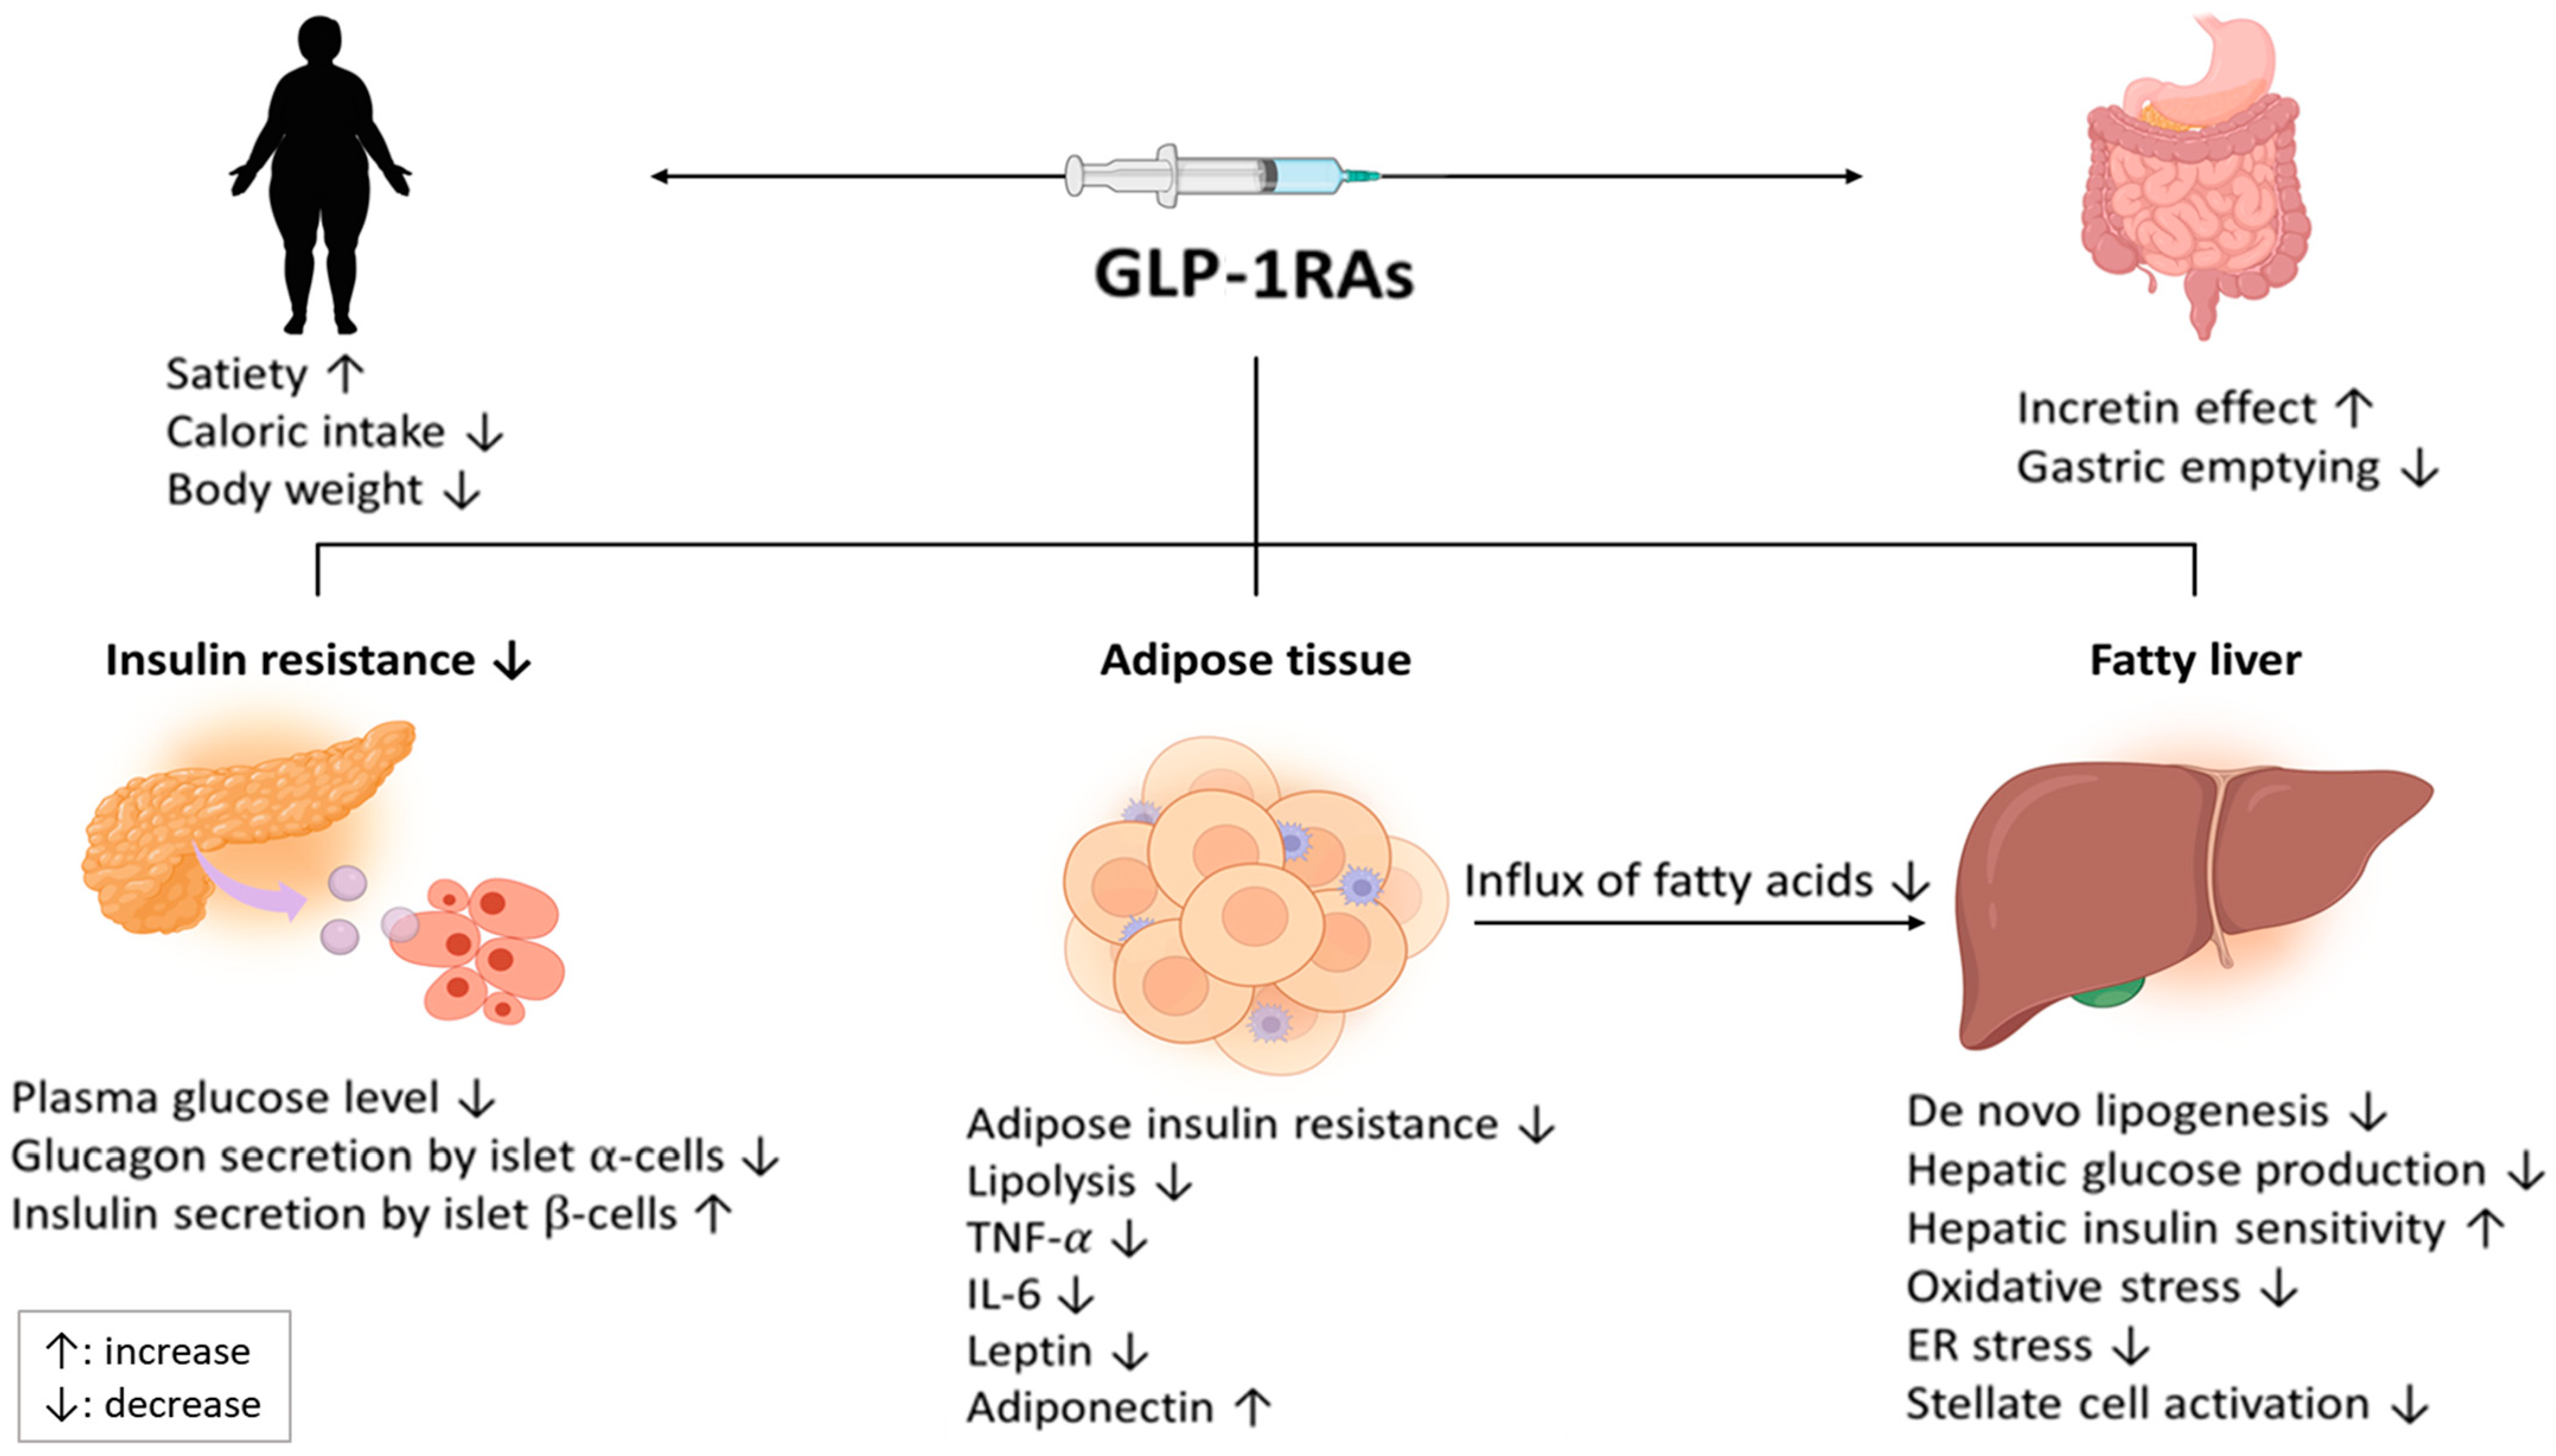 GLP-1RAs
Satiety ↑
Caloric intake ↓
Body weight ↓
Incretin effect ↑
Gastric emptying ↓
Insulin resistance ↓
Plasma glucose level ↓
Glucagon secretion by islet α-cells ↓
Inslulin secretion by islet β-cells ↑
Adipose tissue
Influx of fatty acids ↓
Adipose insulin resistance ↓
Lipolysis ↓
TNF-α ↓
IL-6 ↓
Leptin ↓
Adiponectin ↑
Fatty liver
De novo lipogenesis ↓
Hepatic glucose production ↓
Hepatic insulin sensitivity ↑
Oxidative stress ↓
ER stress ↓
Stellate cell activation ↓
↑: increase
↓: decrease